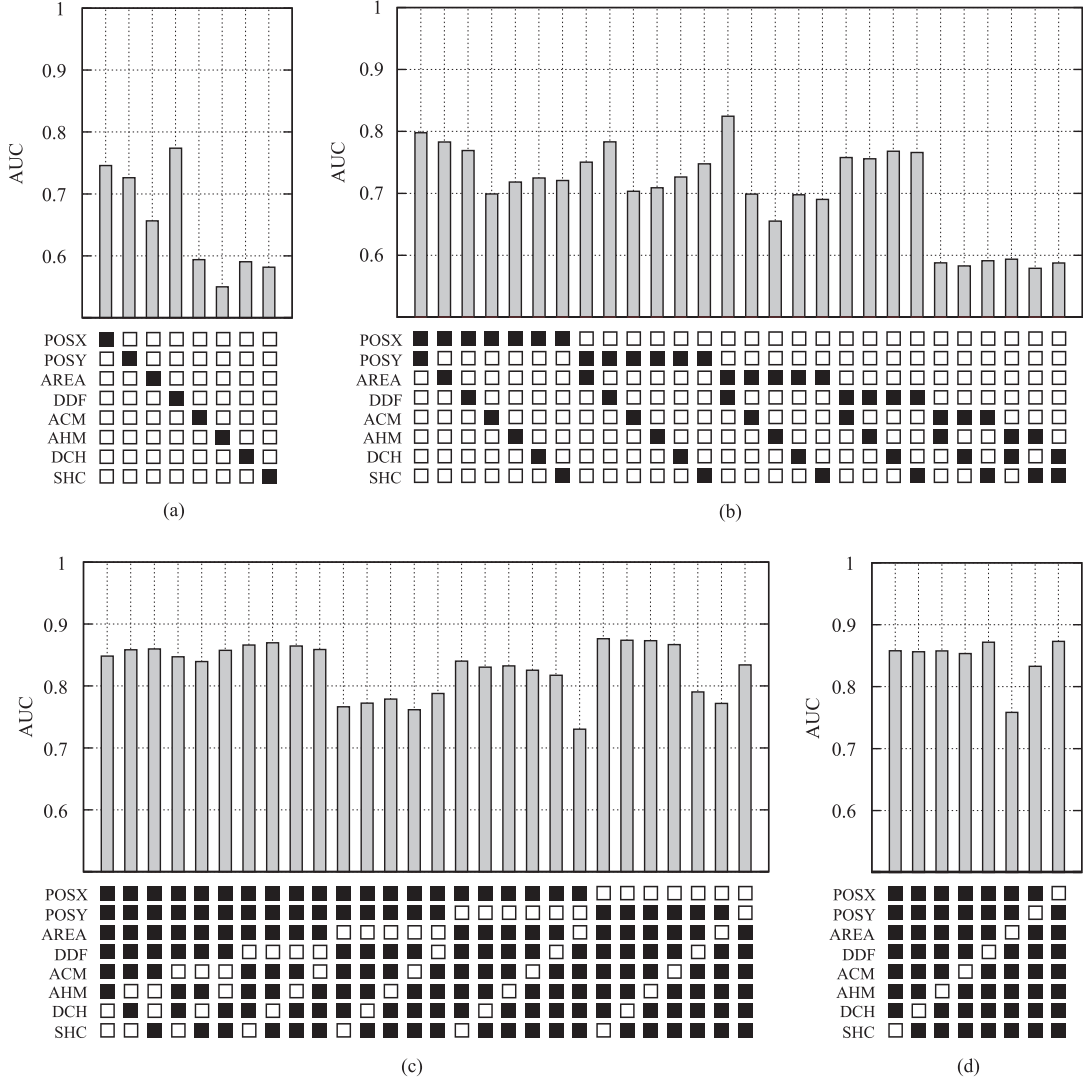 1
0.9
0.8
0.7
0.6
AUC
POSX
POSY
AREA
DDF
ACM
AHM
DCH
SHC
(a)
1
0.9
0.8
0.7
0.6
AUC
POSX
POSY
AREA
DDF
ACM
AHM
DCH
SHC
(b)
1
0.9
0.8
0.7
0.6
AUC
POSX
POSY
AREA
DDF
ACM
AHM
DCH
SHC
(c)
1
0.9
0.8
0.7
0.6
AUC
POSX
POSY
AREA
DDF
ACM
AHM
DCH
SHC
(d)